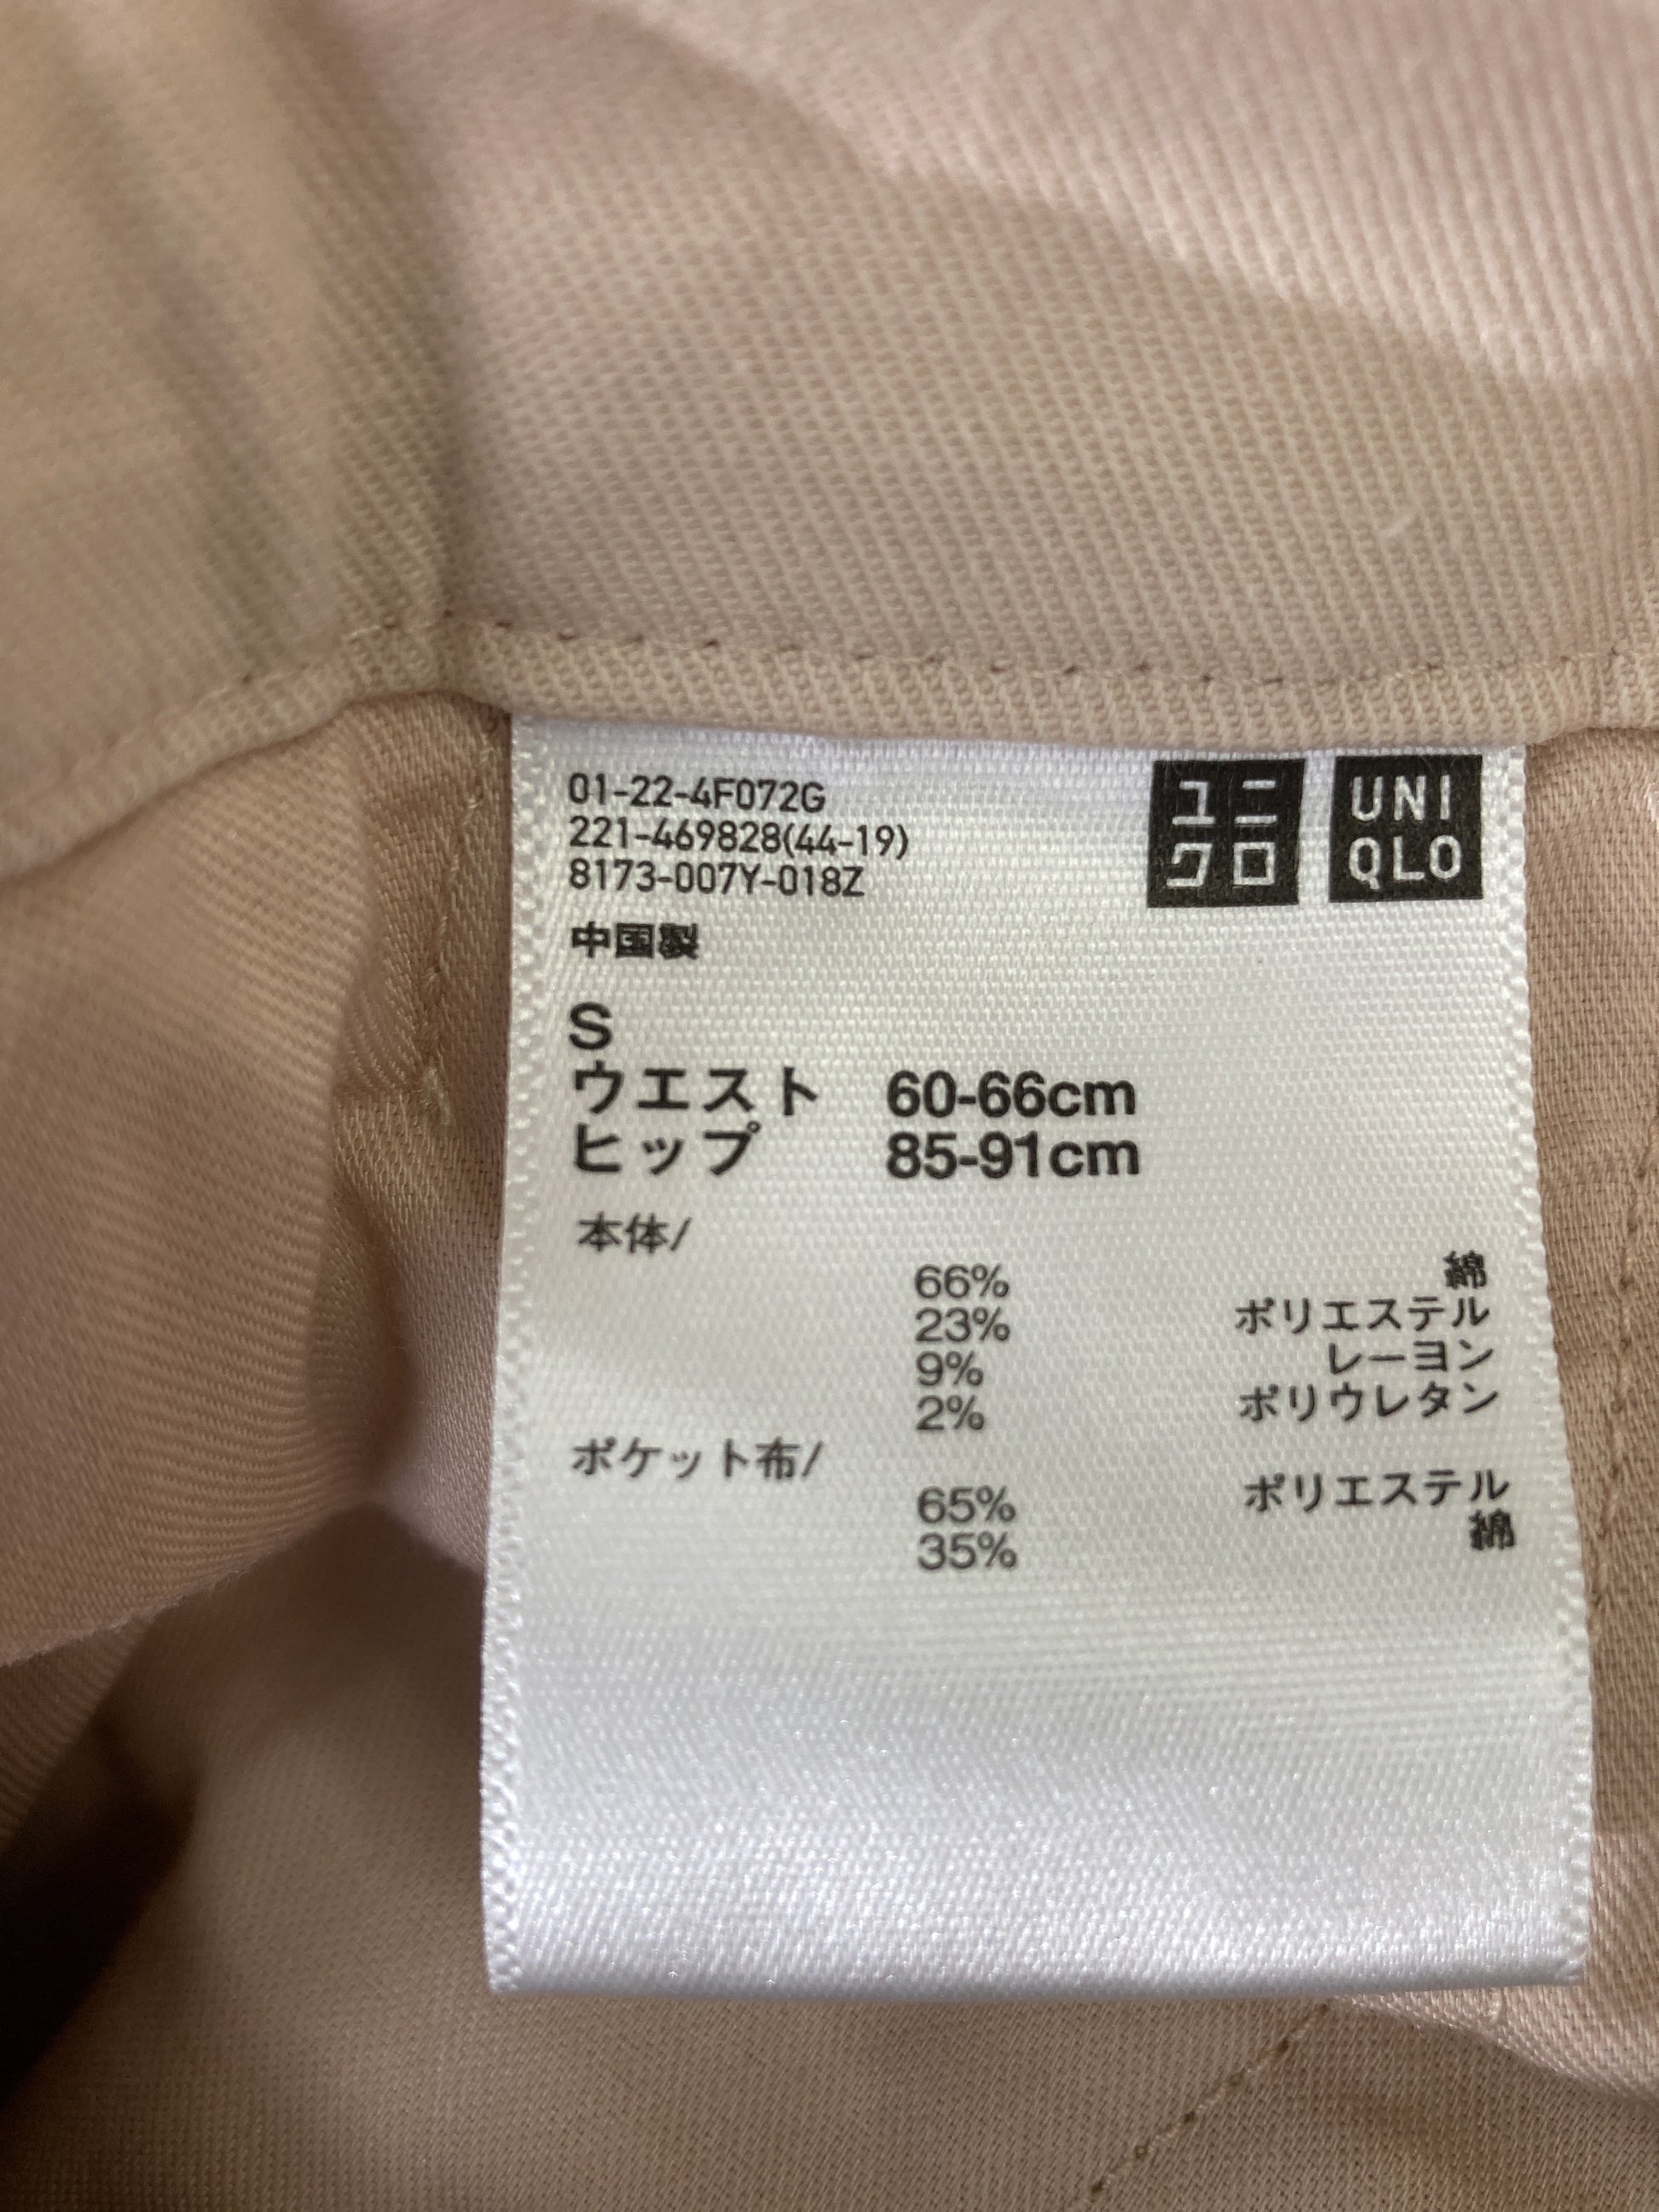 01-22-4F072G
221-469828(44-19)
8173-007Y-018Z
ユニクロ
UNIQLO
中国製
S
ウエスト 60-66cm
ヒップ 85-91cm
本体/
66% 綿
23% ポリエステル
9% レーヨン
2% ポリウレタン
ポケット布/
65% ポリエステル
35% 綿